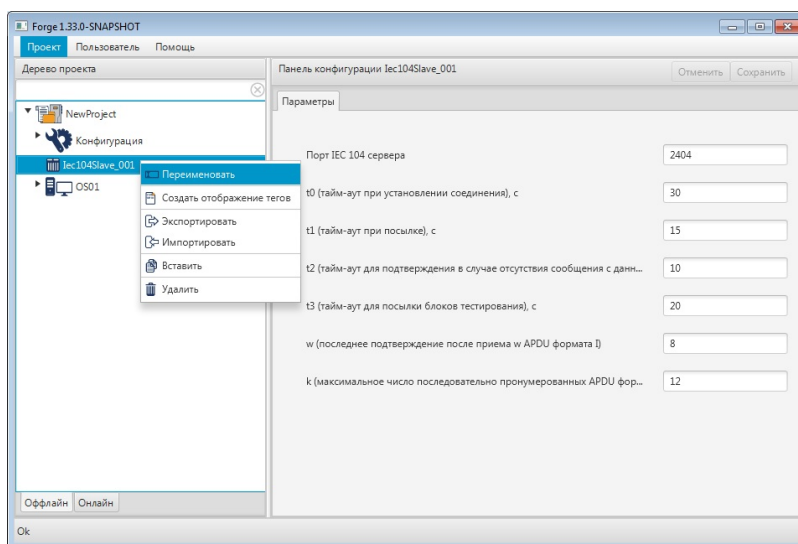 Forge 1.33.0-SNAPSHOT
Проект Пользователь Помощь
Дерево проекта
Панель конфигурации Iec104Slave_001
Отменить Сохранить
NewProject
Конфигурация
Iec104Slave_001
OS01
Переименовать
Создать отображение тегов
Экспортировать
Импортировать
Вставить
Удалить
Параметры
Порт IEC 104 сервера 2404
t0 (тайм-аут при установлении соединения), с 30
t1 (тайм-аут при посылке), с 15
t2 (тайм-аут для подтверждения в случае отсутствия сообщения с данн... 10
t3 (тайм-аут для посылки блоков тестирования), с 20
w (последнее подтверждение после приема w APDU формата I) 8
k (максимальное число последовательно пронумерованных APDU фор... 12
Оффлайн Онлайн
Ok